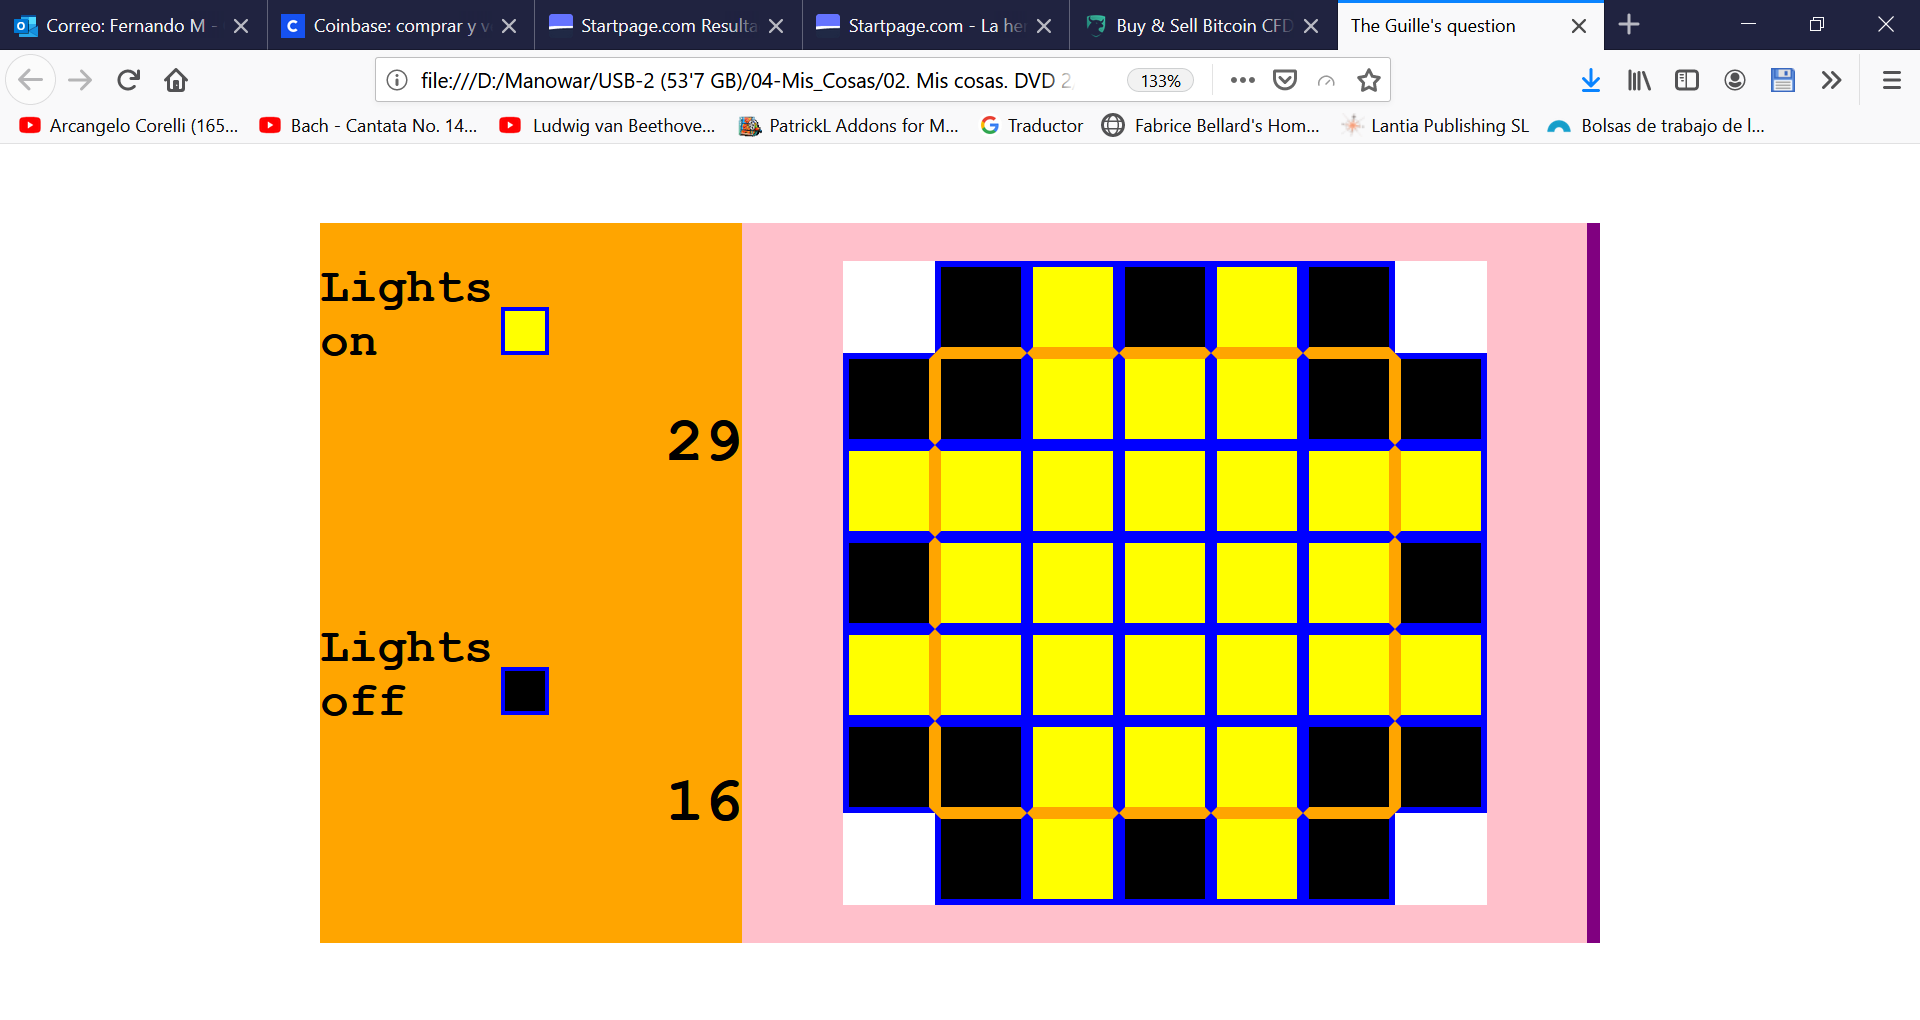 Correo: Fernando M -
Coinbase: comprar y v
Startpage.com Resulta
Startpage.com - La he
Buy & Sell Bitcoin CFD
The Guille's question
file:///D:/Manowar/USB-2 (53'7 GB)/04-Mis_Cosas/02. Mis cosas. DVD 2
133%
Arcangelo Corelli (165...
Bach - Cantata No. 14...
Ludwig van Beethove...
PatrickL Addons for M...
Traductor
Fabrice Bellard's Hom...
Lantia Publishing SL
Bolsas de trabajo de l...
Lights
on
29
Lights
off
16